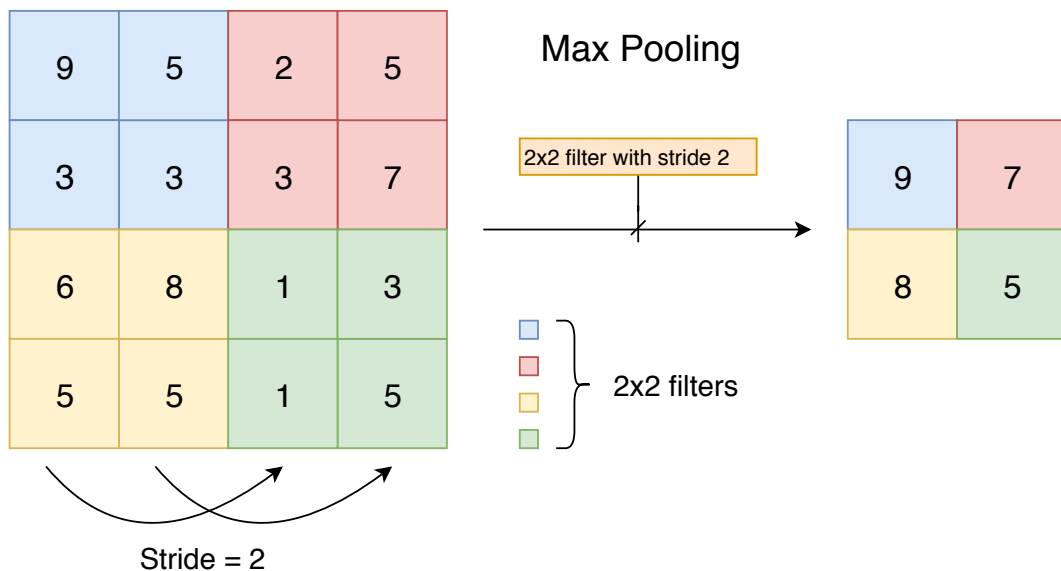 Max Pooling
9 5 2 5
3 3 3 7
6 8 1 3
5 5 1 5
Stride = 2
2x2 filter with stride 2
2x2 filters
9 7
8 5